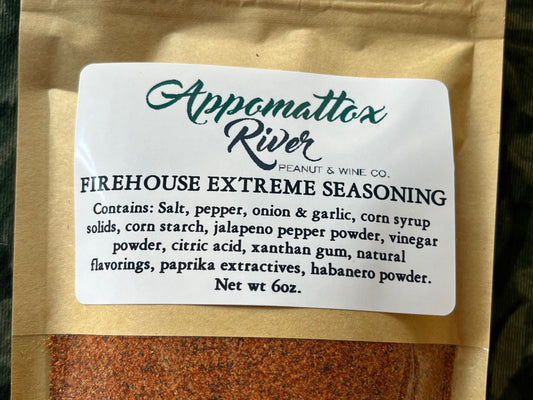 Appomattox
River
PEANUT & WINE CO.
FIREHOUSE EXTREME SEASONING
Contains: Salt, pepper, onion & garlic, corn syrup
solids, corn starch, jalapeno pepper powder, vinegar
powder, citric acid, xanthan gum, natural
flavorings, paprika extractives, habanero powder.
Net wt 6oz.